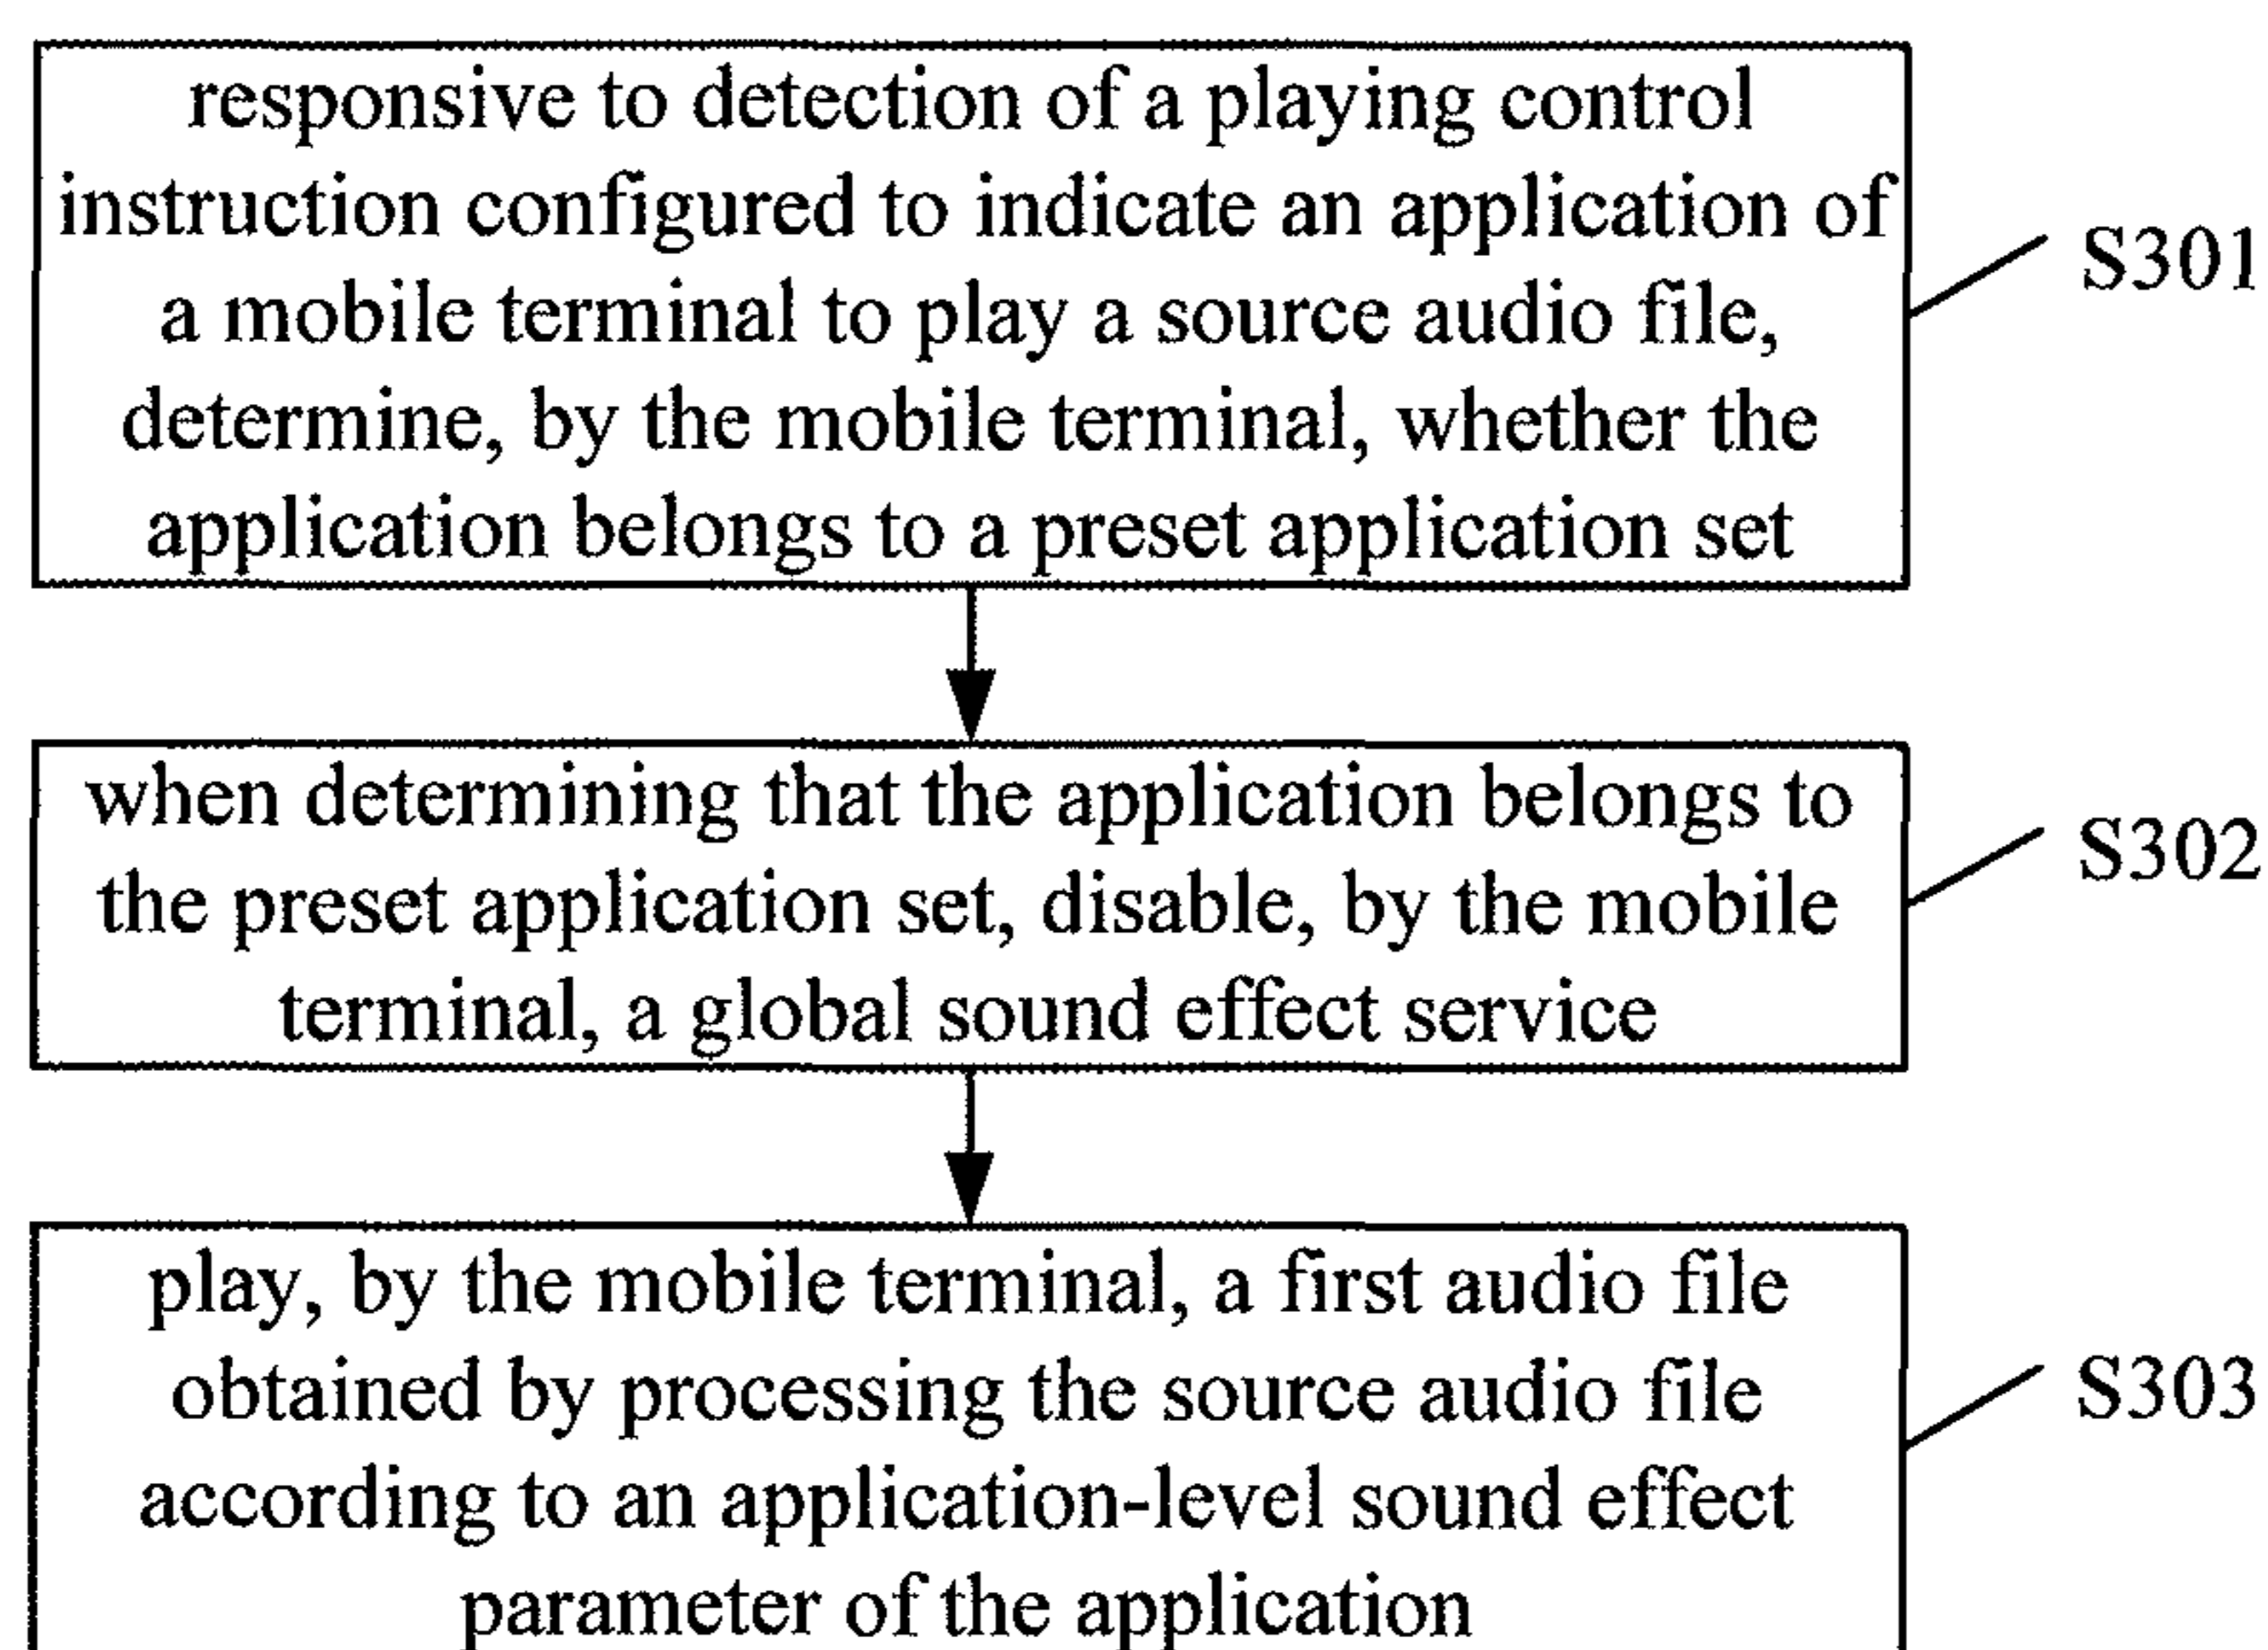 responsive to detection of a playing control
instruction configured to indicate an application of
a mobile terminal to play a source audio file,
determine, by the mobile terminal, whether the
application belongs to a preset application set
S301
when determining that the application belongs to
the preset application set, disable, by the mobile
terminal, a global sound effect service
S302
play, by the mobile terminal, a first audio file
obtained by processing the source audio file
according to an application-level sound effect
parameter of the application
S303